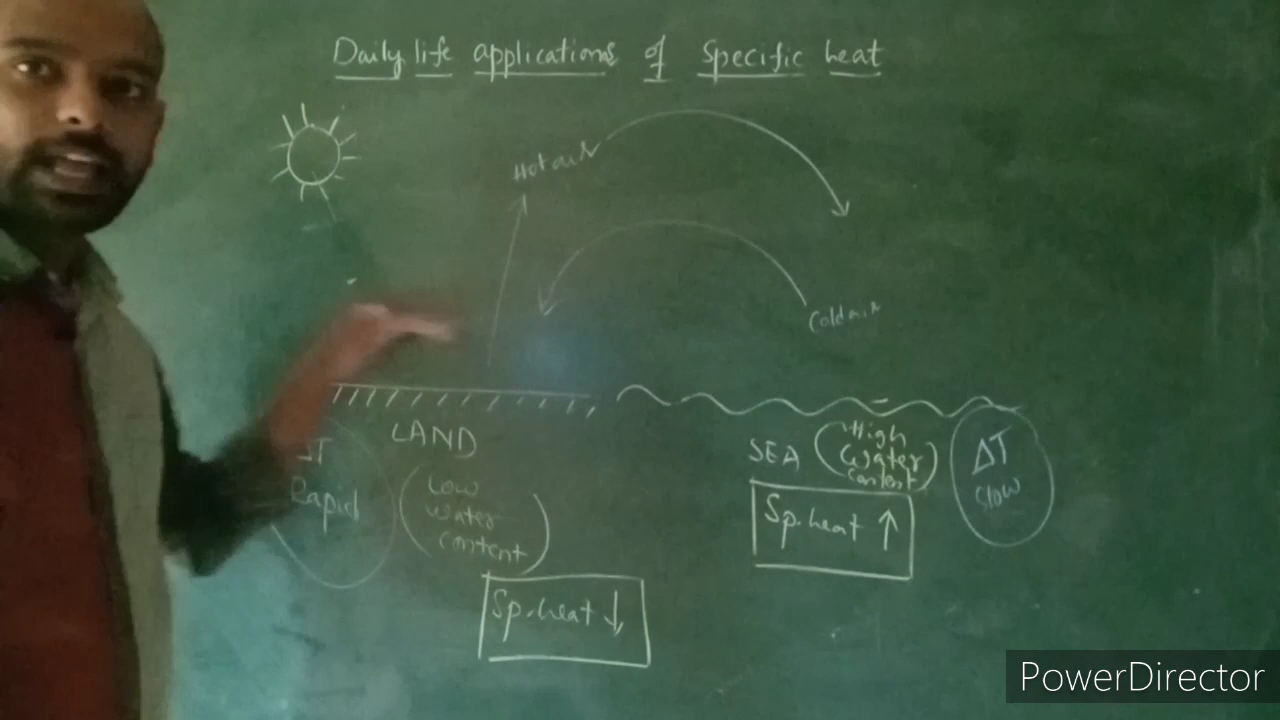 Daily life applications of Specific heat
Hot air
Cold air
LAND
(Low
water
content)
ΔT
Rapid
Sp.heat ↓
SEA (High
Water
content)
ΔT
Slow
Sp.heat ↑
PowerDirector